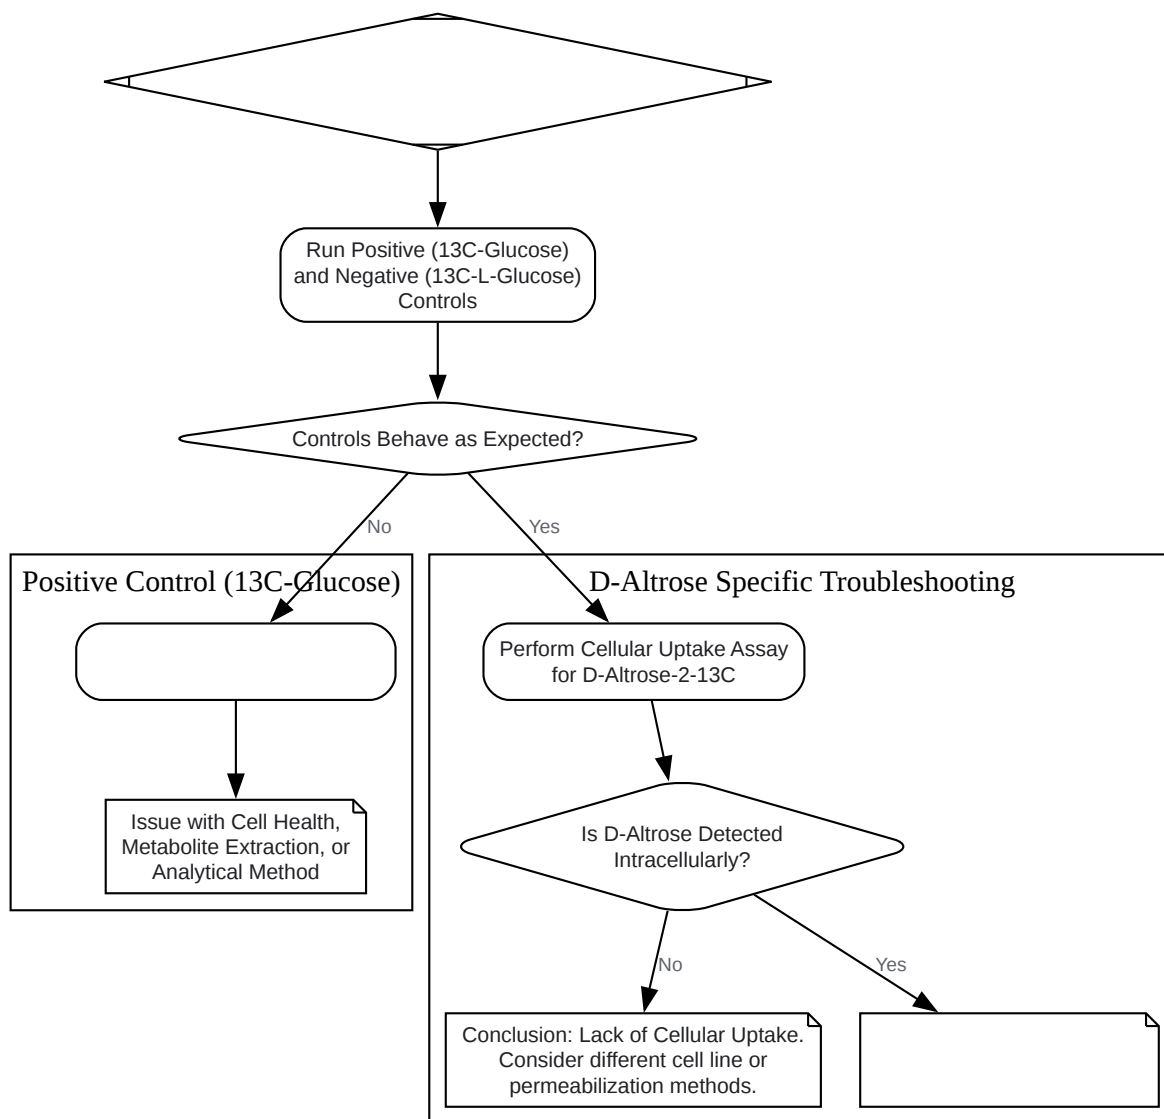 Run Positive (13C-Glucose)
and Negative (13C-L-Glucose)
Controls
Controls Behave as Expected?
No
Yes
Positive Control (13C-Glucose)
Issue with Cell Health,
Metabolite Extraction, or
Analytical Method
D-Altrose Specific Troubleshooting
Perform Cellular Uptake Assay
for D-Altrose-2-13C
Is D-Altrose Detected
Intracellularly?
No
Yes
Conclusion: Lack of Cellular Uptake.
Consider different cell line or
permeabilization methods.